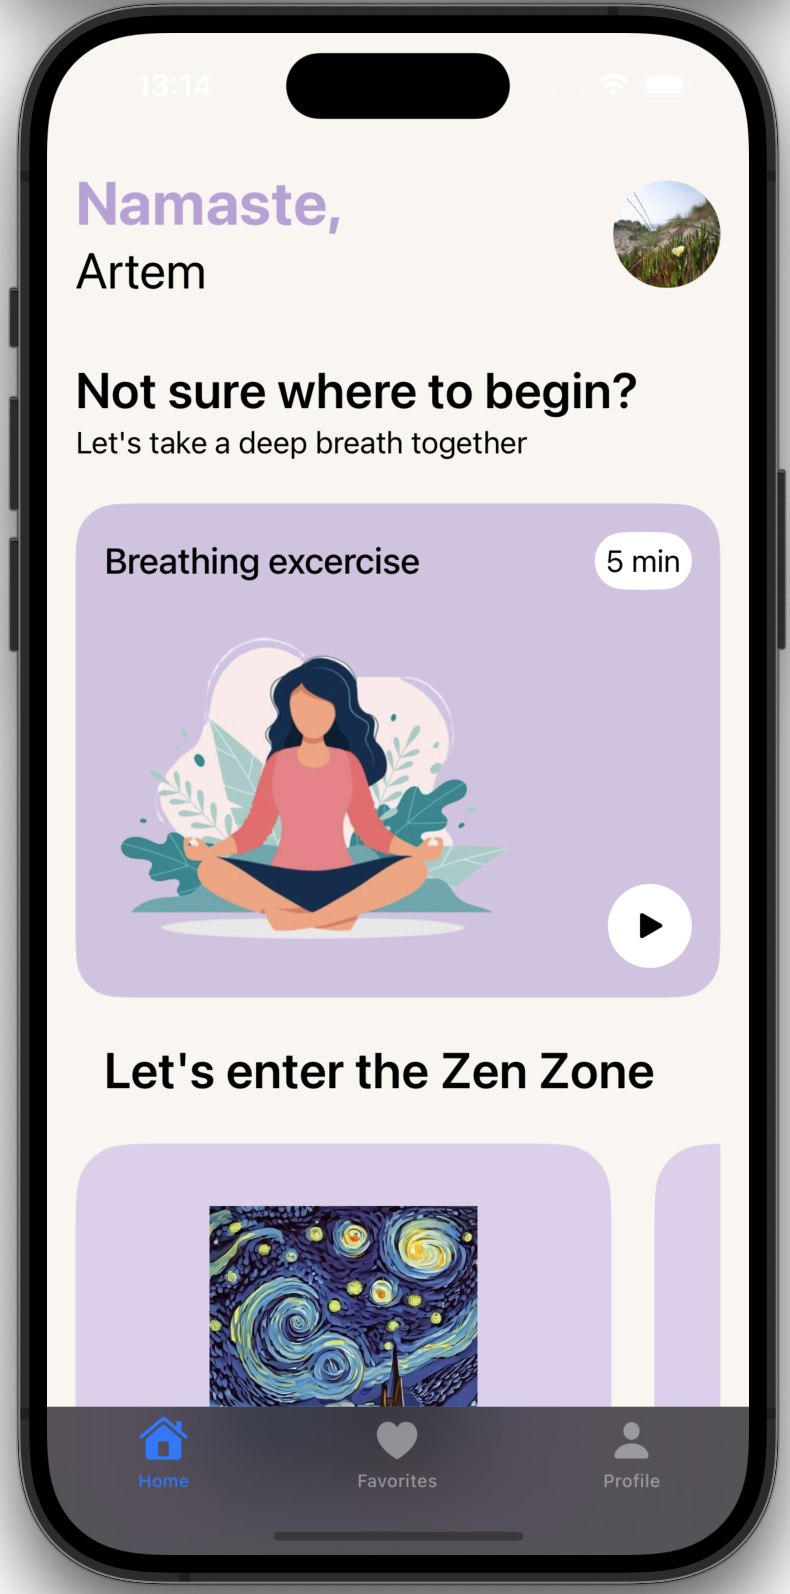 13:14
Namaste,
Artem
Not sure where to begin?
Let's take a deep breath together
Breathing excercise
5 min
Let's enter the Zen Zone
Home
Favorites
Profile